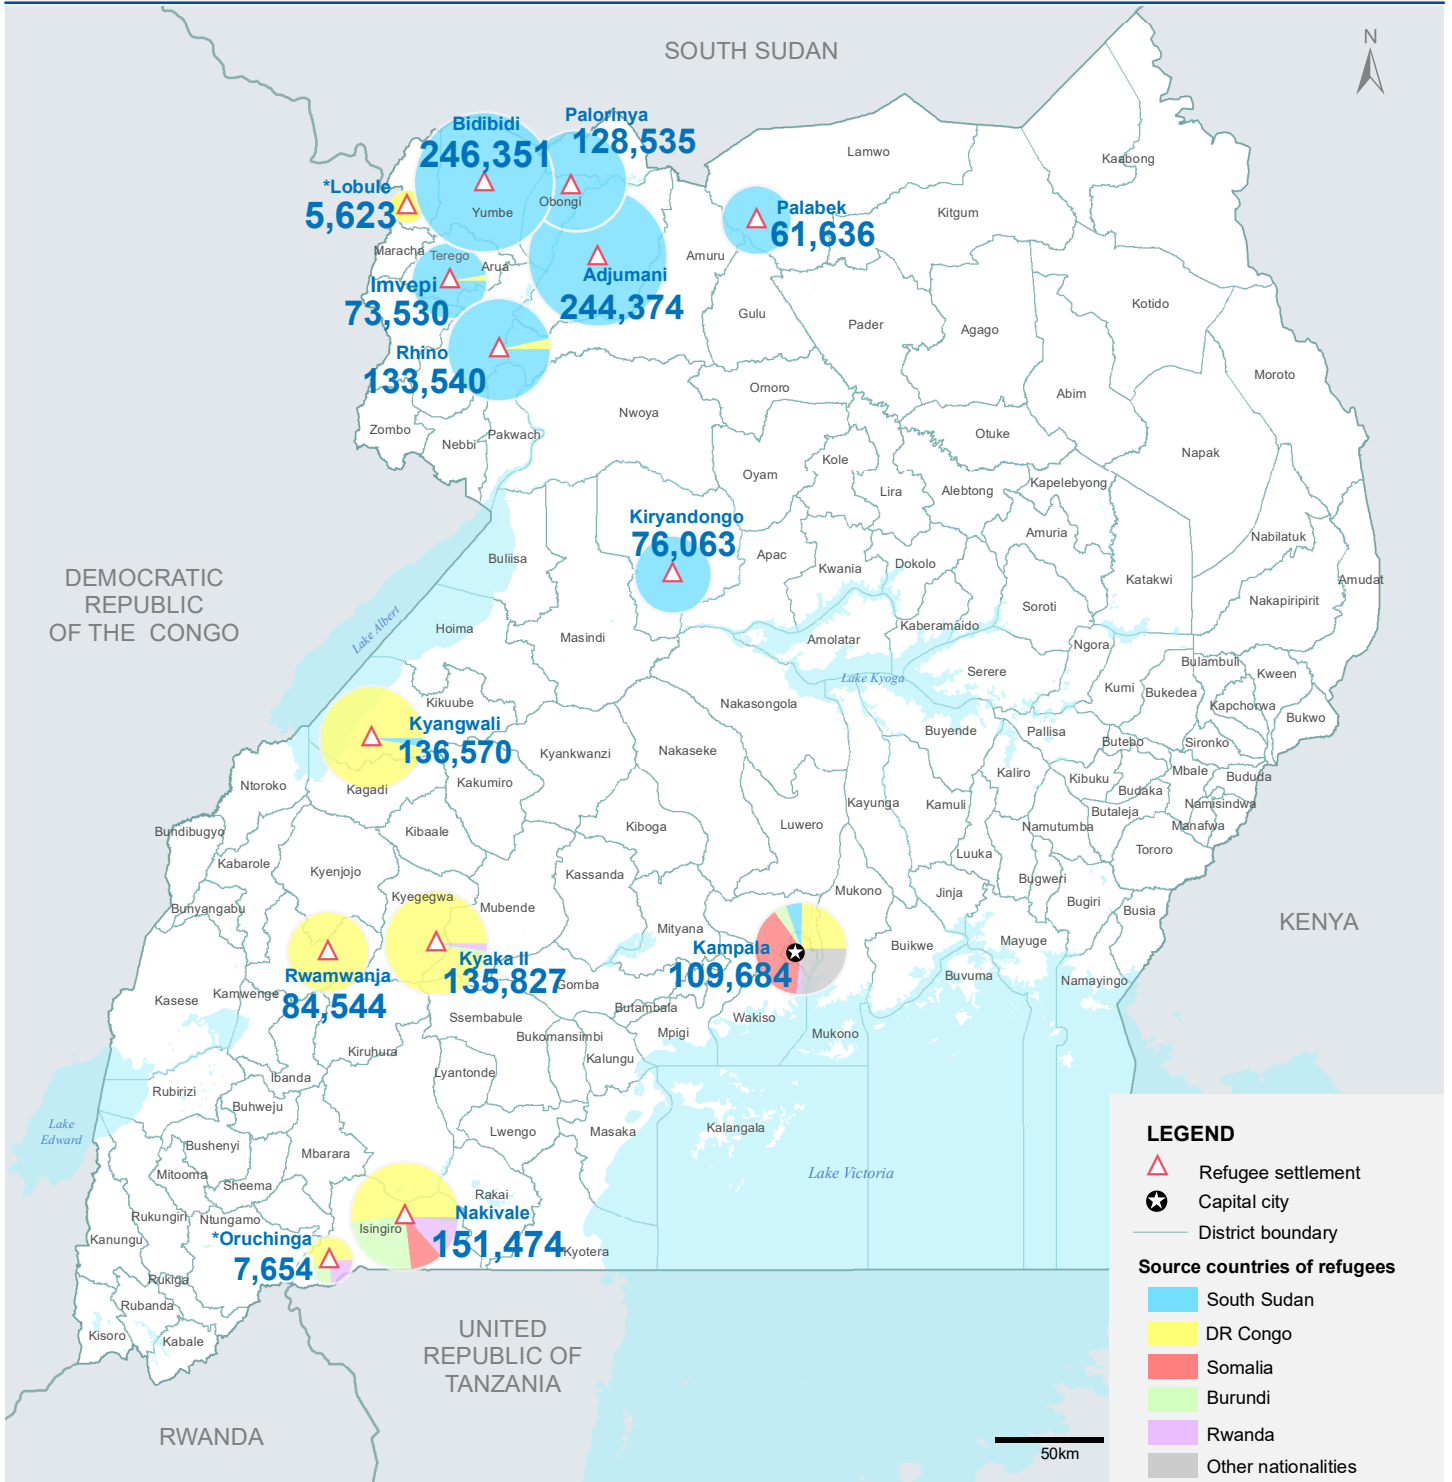 SOUTH SUDAN
N
Bidibidi
246,351
Palorinya
128,535
Lamwo
Kaabong
*Lobule
5,623
Yumbe
Obongi
Palabek
61,636
Kitgum
Maracha
Terego
Arua
Amuru
Imvepi
73,530
Adjumani
244,374
Gulu
Pader
Agago
Kotido
Rhino
133,540
Omoro
Abim
Moroto
Nwoya
Zombo
Nebbi
Pakwach
Otuke
Napak
Oyam
Kole
Lira
Alebtong
Kapelebyong
Kiryandongo
76,063
Amuria
Nabilatuk
Buliisa
Apac
Kwania
Dokolo
Katakwi
Amudat
DEMOCRATIC
REPUBLIC
OF THE CONGO
Nakapiripirit
Soroti
Lake Albert
Hoima
Masindi
Amolatar
Kaberamaido
Ngora
Lake Kyoga
Serere
Bulambuli
Kween
Kumi
Bukedea
Kapchorwa
Bukwo
Kikuube
Kyangwali
136,570
Nakasongola
Buyende
Pallisa
Butebo
Sironko
Kyankwanzi
Nakaseke
Ntoroko
Kagadi
Kakumiro
Kaliro
Kibuku
Mbale
Bududa
Budaka
Kayunga
Kamuli
Butaleja
Namisindwa
Bundibugyo
Kibaale
Kiboga
Luwero
Namutumba
Manafwa
Kabarole
Kyenjojo
Kassanda
Luuka
Tororo
Bugweri
Kyegegwa
Mubende
Mukono
Jinja
Bugiri
Busia
Bunyangabu
Mityana
KENYA
Kampala
109,684
Buikwe
Mayuge
Rwamwanja
84,544
Kyaka II
135,827
Gomba
Buvuma
Namayingo
Kasese
Kamwenge
Ssembabule
Butambala
Wakiso
Bukomansimbi
Mpigi
Mukono
Kiruhura
Kalungu
Lyantonde
Ibanda
Rubirizi
Buhweju
Lake
Edward
Lwengo
Masaka
Kalangala
Bushenyi
Mbarara
Mitooma
Sheema
Lake Victoria
Rakai
Rukungiri
Ntungamo
Isingiro
Nakivale
151,474
Kanungu
*Oruchinga
7,654
Kyotera
Rukiga
Rubanda
Kisoro
Kabale
UNITED
REPUBLIC OF
TANZANIA
RWANDA
50km
LEGEND
Refugee settlement
Capital city
District boundary
Source countries of refugees
South Sudan
DR Congo
Somalia
Burundi
Rwanda
Other nationalities